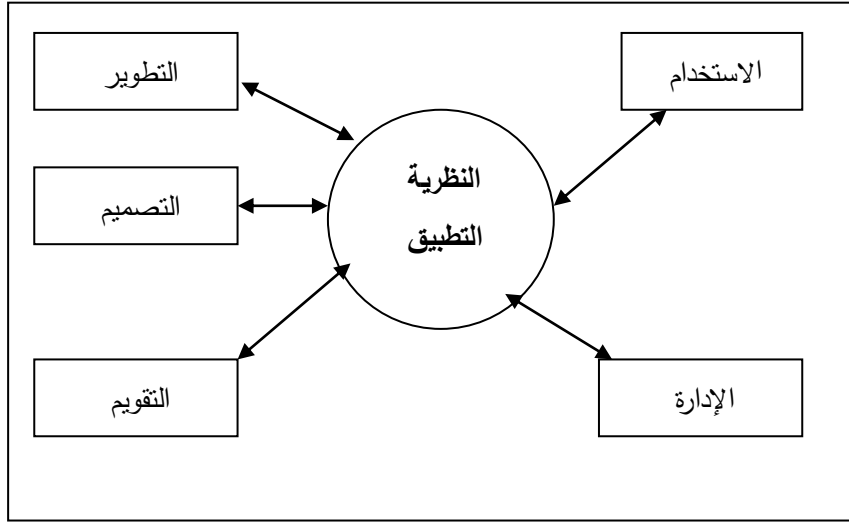 الاستخدام
التطوير
النظرية
التطبيق
التصميم
الإدارة
التقويم